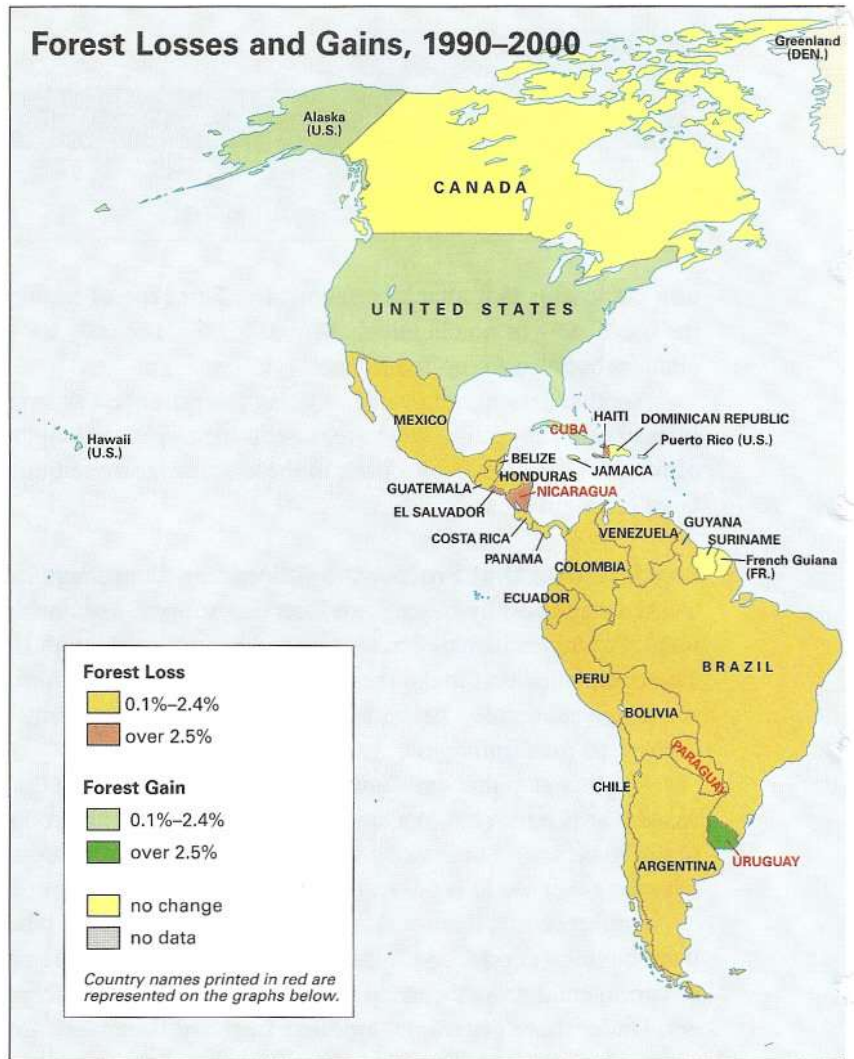 Forest Losses and Gains, 1990–2000
Greenland
(DEN.)
Alaska
(U.S.)
CANADA
UNITED STATES
Hawaii
(U.S.)
MEXICO
CUBA
HAITI
DOMINICAN REPUBLIC
Puerto Rico (U.S.)
JAMAICA
BELIZE
HONDURAS
GUATEMALA
NICARAGUA
EL SALVADOR
COSTA RICA
PANAMA
VENEZUELA
GUYANA
SURINAME
French Guiana
(FR.)
COLOMBIA
ECUADOR
BRAZIL
PERU
BOLIVIA
PARAGUAY
CHILE
ARGENTINA
URUGUAY
Forest Loss
0.1%–2.4%
over 2.5%
Forest Gain
0.1%–2.4%
over 2.5%
no change
no data
Country names printed in red are
represented on the graphs below.